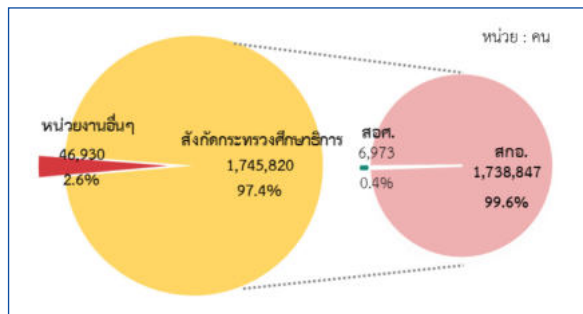 หน่วย : คน
หน่วยงานอื่นๆ
46,930
2.6%
สังกัดกระทรวงศึกษาธิการ
1,745,820
97.4%
สอศ.
6,973
0.4%
สกอ.
1,738,847
99.6%